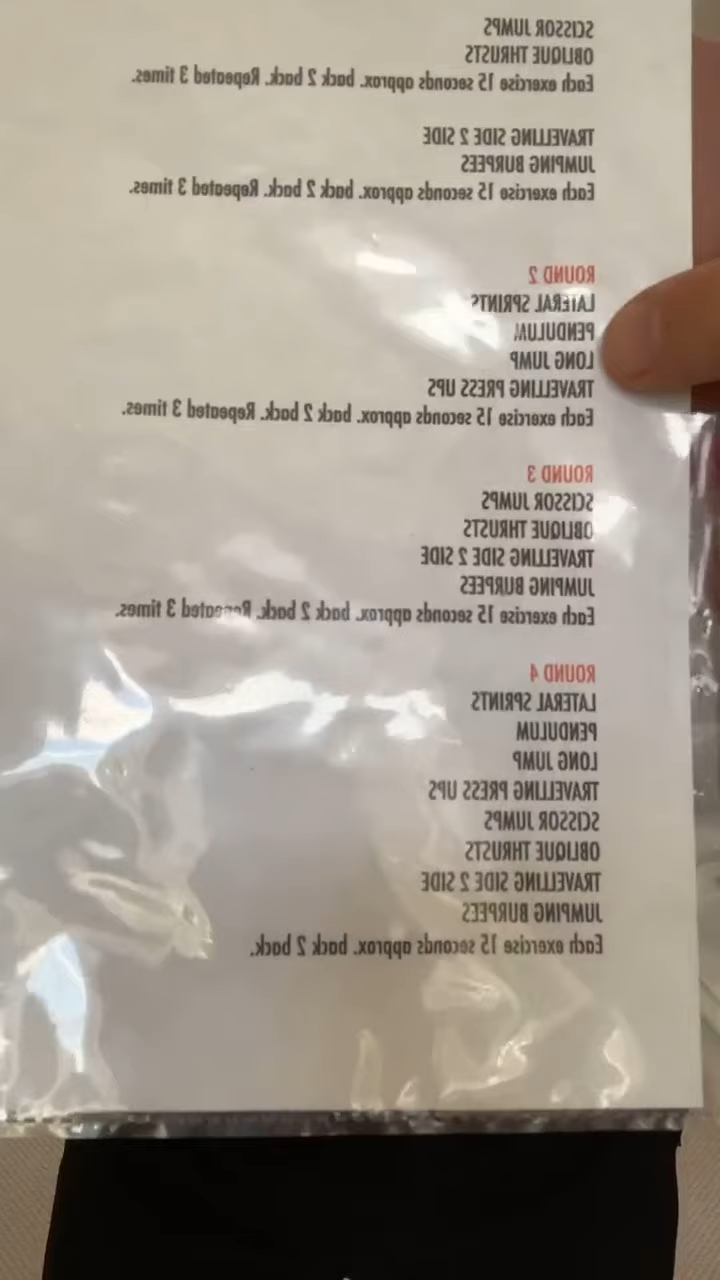 SCISSOR JUMPS
OBLIQUE THRUSTS
Each exercise 15 seconds approx. back 2 back. Repeated 3 times.
TRAVELLING SIDE 2 SIDE
JUMPING BURPEES
Each exercise 15 seconds approx. back 2 back. Repeated 3 times.
ROUND 2
LATERAL SPRINTS
PENDULUM
LONG JUMP
TRAVELLING PRESS UPS
Each exercise 15 seconds approx. back 2 back. Repeated 3 times.
ROUND 3
SCISSOR JUMPS
OBLIQUE THRUSTS
TRAVELLING SIDE 2 SIDE
JUMPING BURPEES
Each exercise 15 seconds approx. back 2 back. Repeated 3 times.
ROUND 4
LATERAL SPRINTS
PENDULUM
LONG JUMP
TRAVELLING PRESS UPS
SCISSOR JUMPS
OBLIQUE THRUSTS
TRAVELLING SIDE 2 SIDE
JUMPING BURPEES
Each exercise 15 seconds approx. back 2 back.